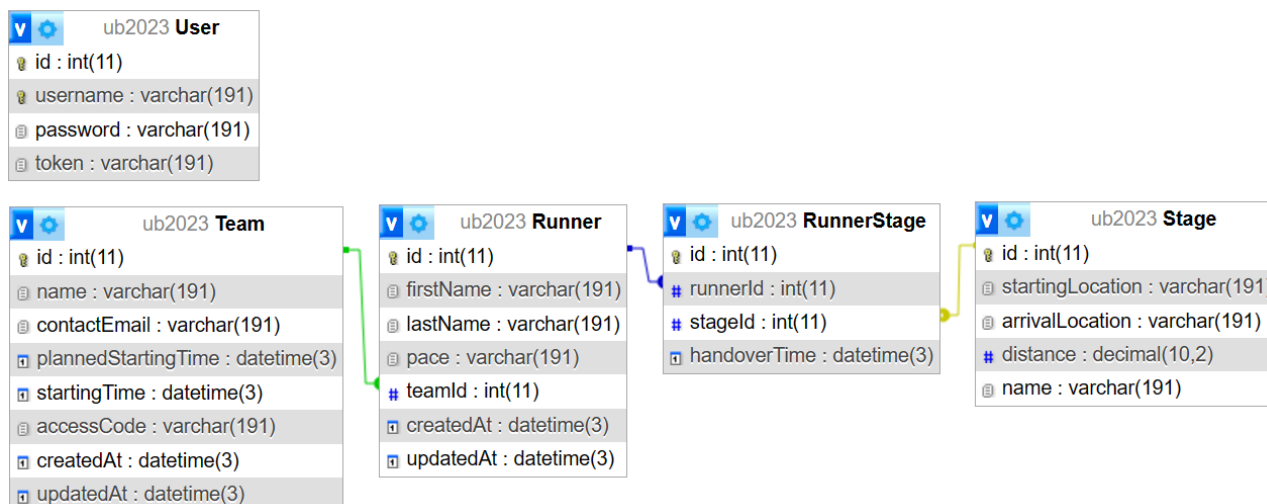 v ub2023 User
id : int(11)
username : varchar(191)
password : varchar(191)
token : varchar(191)
v ub2023 Team
id : int(11)
name : varchar(191)
contactEmail : varchar(191)
plannedStartingTime : datetime(3)
startingTime : datetime(3)
accessCode : varchar(191)
createdAt : datetime(3)
updatedAt : datetime(3)
v ub2023 Runner
id : int(11)
firstName : varchar(191)
lastName : varchar(191)
pace : varchar(191)
# teamId : int(11)
createdAt : datetime(3)
updatedAt : datetime(3)
v ub2023 RunnerStage
id : int(11)
# runnerId : int(11)
# stageId : int(11)
handoverTime : datetime(3)
v ub2023 Stage
id : int(11)
startingLocation : varchar(191)
arrivalLocation : varchar(191)
# distance : decimal(10,2)
name : varchar(191)